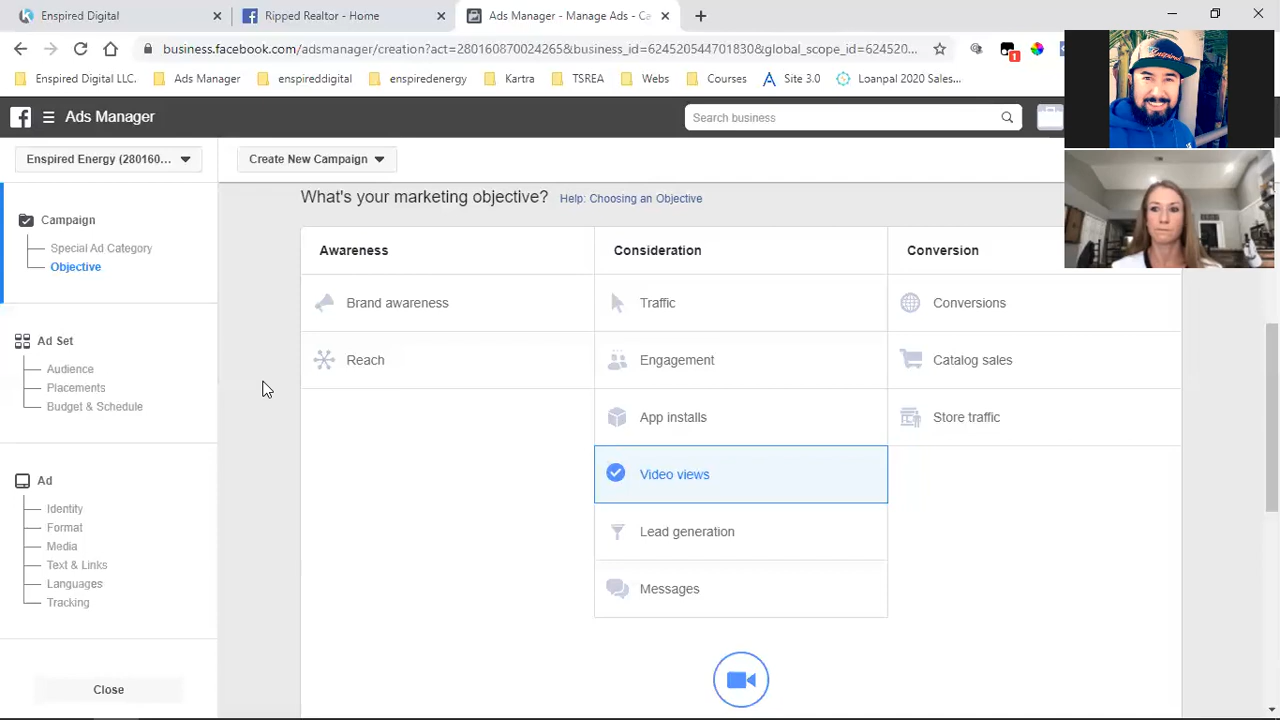 Enspired Digital
Ripped Realtor - Home
Ads Manager - Manage Ads - Ca
business.facebook.com/adsmanager/creation?act=280160870024265&business_id=624520544701830&global_scope_id=624520...
1
Enspired Digital LLC.
Ads Manager
enspireddigital
enspiredenergy
Kartra
TSREA
Webs
Courses
Site 3.0
Lonpal 2020 Sales...
Ads Manager
Search business
Enspired Energy (280160...
Create New Campaign
Campaign
Special Ad Category
Objective
Ad Set
Audience
Placements
Budget & Schedule
Ad
Identity
Format
Media
Text & Links
Languages
Tracking
Close
What's your marketing objective?
Help: Choosing an Objective
Awareness
Consideration
Conversion
Brand awareness
Traffic
Conversions
Reach
Engagement
Catalog sales
App installs
Store traffic
Video views
Lead generation
Messages